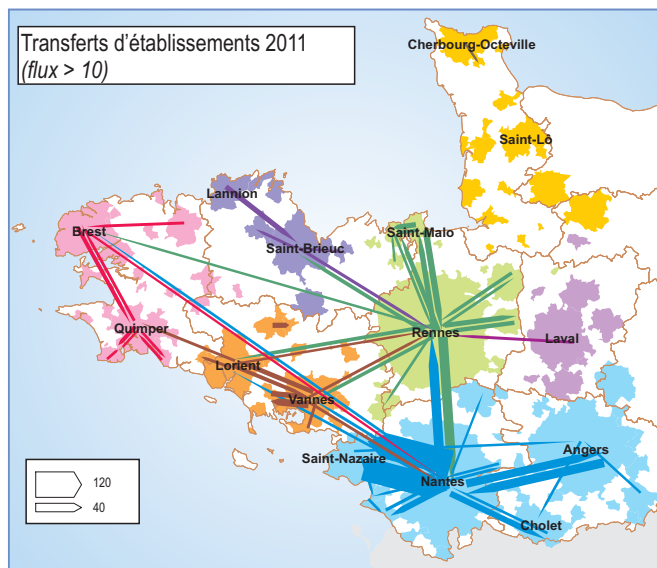 Transferts d'établissements 2011
(flux > 10)
Cherbourg-Octeville
Saint-Lô
Lannion
Brest
Saint-Malo
Saint-Brieuc
Quimper
Rennes
Laval
Lorient
Vannes
Saint-Nazaire
Angers
Nantes
Cholet
120
40